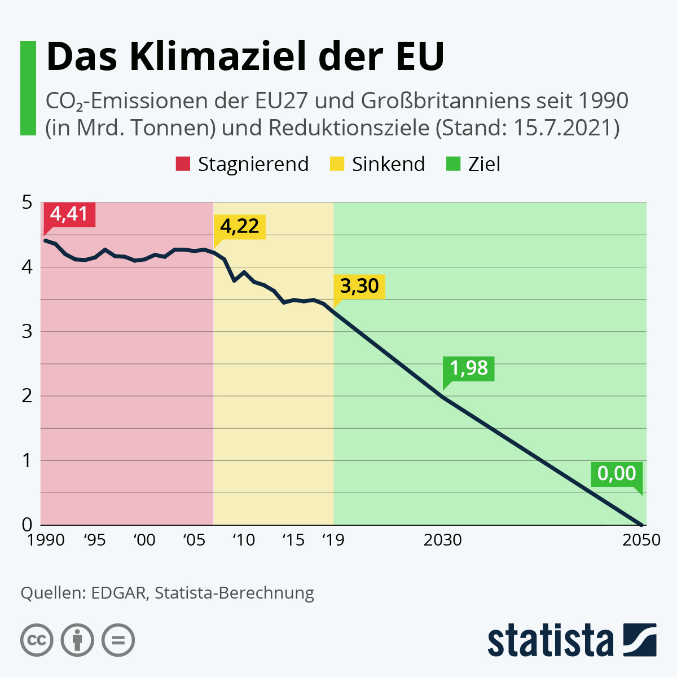 Das Klimaziel der EU
CO₂-Emissionen der EU27 und Großbritanniens seit 1990
(in Mrd. Tonnen) und Reduktionsziele (Stand: 15.7.2021)
Stagnierend Sinkend Ziel
5
4,41
4,22
4
3,30
3
1,98
2
1
0,00
0
1990 ‘95 ‘00 ‘05 ‘10 ‘15 ‘19 2030 2050
Quellen: EDGAR, Statista-Berechnung
cc =
statista